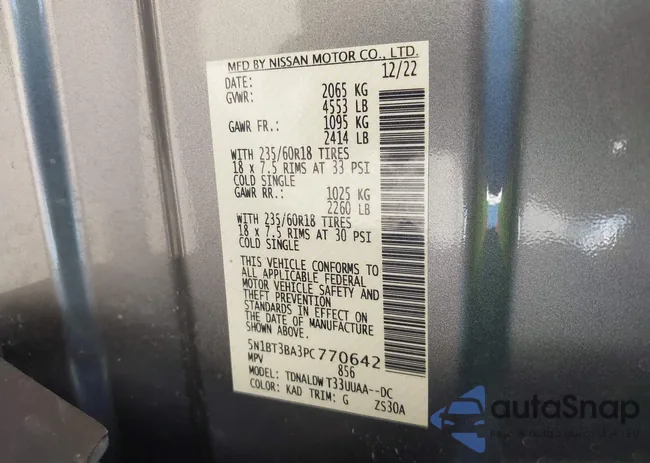 MFD BY NISSAN MOTOR CO., LTD.
DATE: 12/22
GVWR: 2065 KG
4553 LB
GAWR FR.: 1095 KG
2414 LB
WITH 235/60R18 TIRES
18 x 7.5 RIMS AT 33 PSI
COLD SINGLE
GAWR RR.: 1025 KG
2260 LB
WITH 235/60R18 TIRES
18 x 7.5 RIMS AT 30 PSI
COLD SINGLE
THIS VEHICLE CONFORMS TO
ALL APPLICABLE FEDERAL
MOTOR VEHICLE SAFETY AND
THEFT PREVENTION
STANDARDS IN EFFECT ON
THE DATE OF MANUFACTURE
SHOWN ABOVE.
5N1BT3BA3PC770642
MPV 856
MODEL: TDNALDWT33UUAA--DC
COLOR: KAD TRIM: G ZS30A
autoSnap